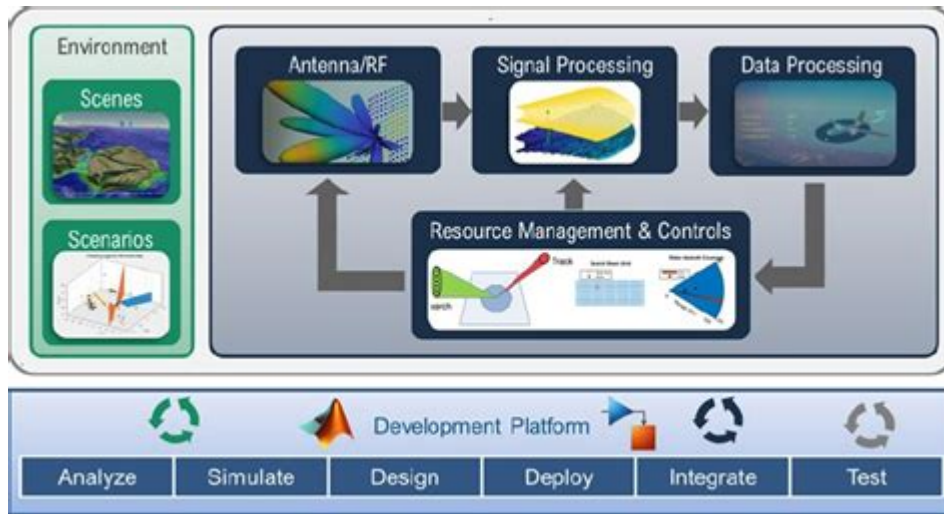 Environment
Scenes
Scenarios
Antenna/RF
Signal Processing
Data Processing
Resource Management & Controls
Track
Development Platform
Analyze
Simulate
Design
Deploy
Integrate
Test